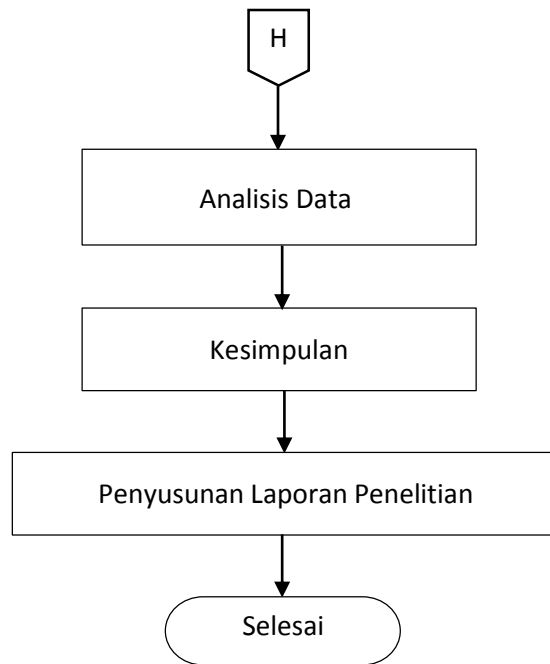 H
Analisis Data
Kesimpulan
Penyusunan Laporan Penelitian
Selesai